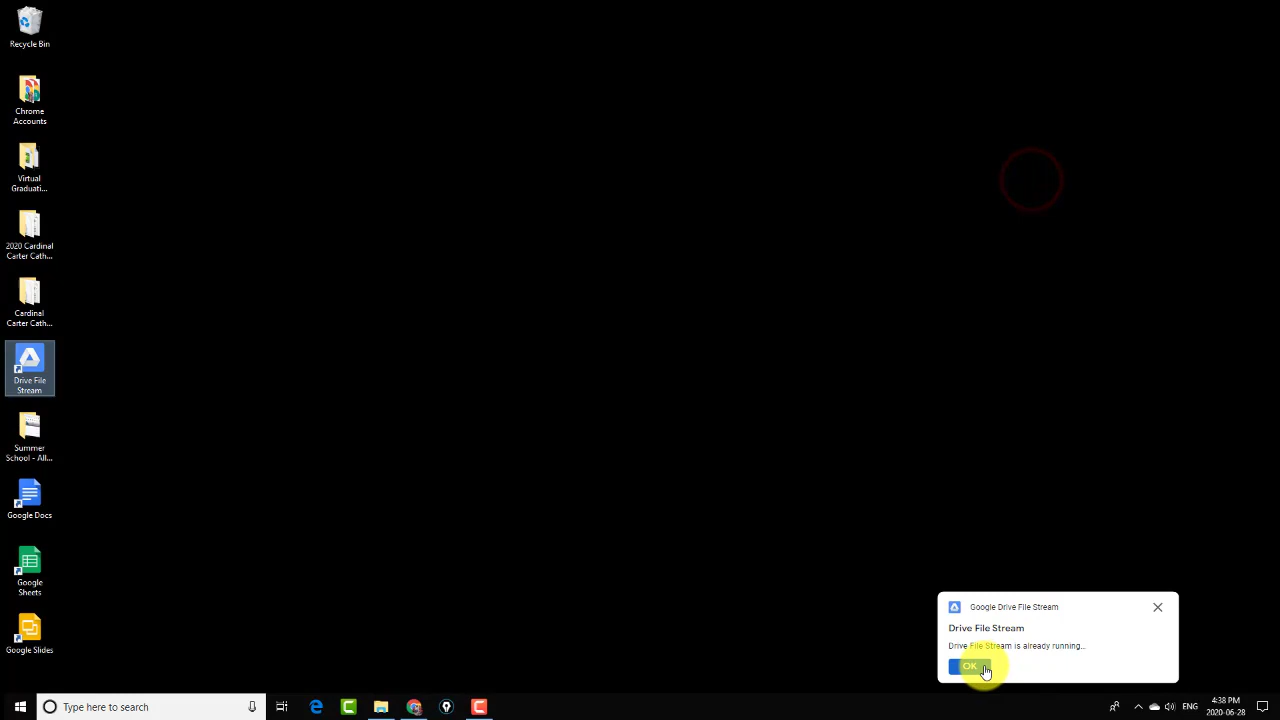 Recycle Bin
Chrome
Accounts
Virtual
Graduati...
2020 Cardinal
Carter Cath...
Cardinal
Carter Cath...
Drive File
Stream
Summer
School - All...
Google Docs
Google
Sheets
Google Slides
Google Drive File Stream
Drive File Stream
Drive File Stream is already running...
OK
Type here to search
ENG
4:38 PM
2020-06-28